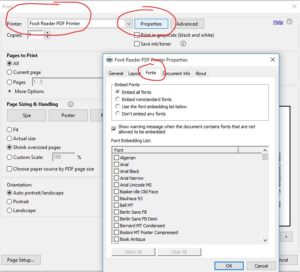 Printer: Foxit Reader PDF Printer Properties Advanced
Copies: Print in grayscale (black and white)
Save ink/toner
Pages to Print
All
Current page
Pages 1 - 1
More Options
Page Sizing & Handling
Size Poster
Fit
Actual size
Shrink oversized pages
Custom Scale: 100 %
Choose paper source by PDF page size
Orientation:
Auto portrait/landscape
Portrait
Landscape
Page Setup...
Foxit Reader PDF Printer Properties
General Layout Fonts Document Info About
Embed Fonts
Embed all fonts
Embed nonstandard fonts
Use the font embedding list below
Don't embed any fonts
Show warning message when the document contains fonts that are not
allowed to be embedded
Font Embedding Lists:
Font
Algerian
Arial
Arial Black
Arial Narrow
Arial Unicode MS
Baskerville Old Face
Bauhaus 93
Bell MT
Berlin Sans FB
Berlin Sans FB Demi
Bernard MT Condensed
Bodoni MT Poster Compressed
Book Antiqua
Select All Clear All
OK Cancel